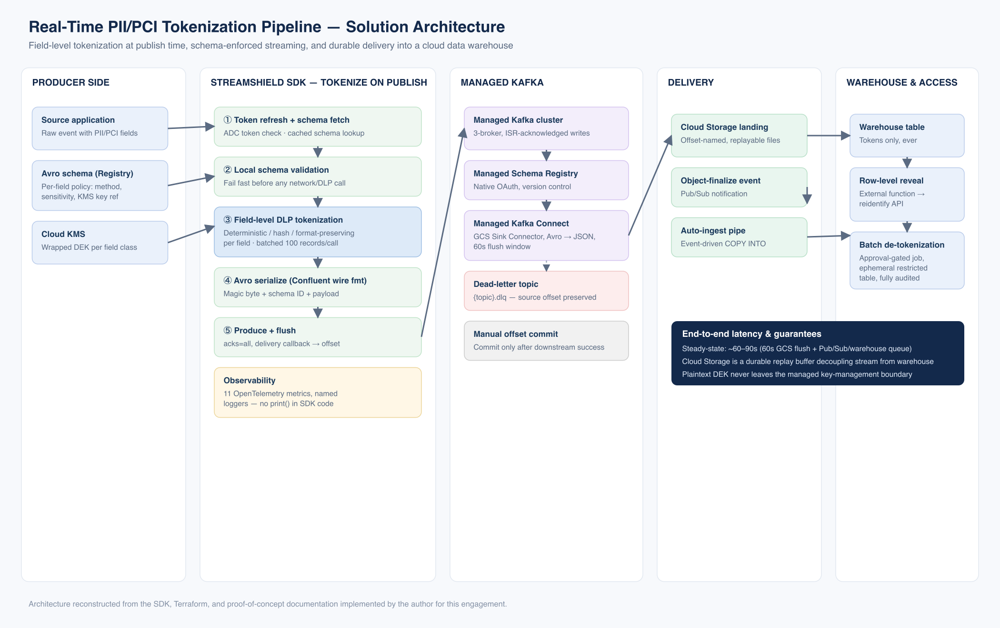 Real-Time PII/PCI Tokenization Pipeline — Solution Architecture
Field-level tokenization at publish time, schema-enforced streaming, and durable delivery into a cloud data warehouse
PRODUCER SIDE
Source application
Raw event with PII/PCI fields
Avro schema (Registry)
Per-field policy: method,
sensitivity, KMS key ref
Cloud KMS
Wrapped DEK per field class
STREAMSHIELD SDK — TOKENIZE ON PUBLISH
① Token refresh + schema fetch
ADC token check · cached schema lookup
② Local schema validation
Fail fast before any network/DLP call
③ Field-level DLP tokenization
Deterministic / hash / format-preserving
per field · batched 100 records/call
④ Avro serialize (Confluent wire fmt)
Magic byte + schema ID + payload
⑤ Produce + flush
acks=all, delivery callback → offset
Observability
11 OpenTelemetry metrics, named
loggers — no print() in SDK code
MANAGED KAFKA
Managed Kafka cluster
3-broker, ISR-acknowledged writes
Managed Schema Registry
Native OAuth, version control
Managed Kafka Connect
GCS Sink Connector, Avro → JSON,
60s flush window
Dead-letter topic
{topic}.dlq — source offset preserved
Manual offset commit
Commit only after downstream success
DELIVERY
Cloud Storage landing
Offset-named, replayable files
Object-finalize event
Pub/Sub notification
Auto-ingest pipe
Event-driven COPY INTO
WAREHOUSE & ACCESS
Warehouse table
Tokens only, ever
Row-level reveal
External function →
reidentify API
Batch de-tokenization
Approval-gated job,
ephemeral restricted
table, fully audited
End-to-end latency & guarantees
Steady-state: ~60–90s (60s GCS flush + Pub/Sub/warehouse queue)
Cloud Storage is a durable replay buffer decoupling stream from warehouse
Plaintext DEK never leaves the managed key-management boundary
Architecture reconstructed from the SDK, Terraform, and proof-of-concept documentation implemented by the author for this engagement.